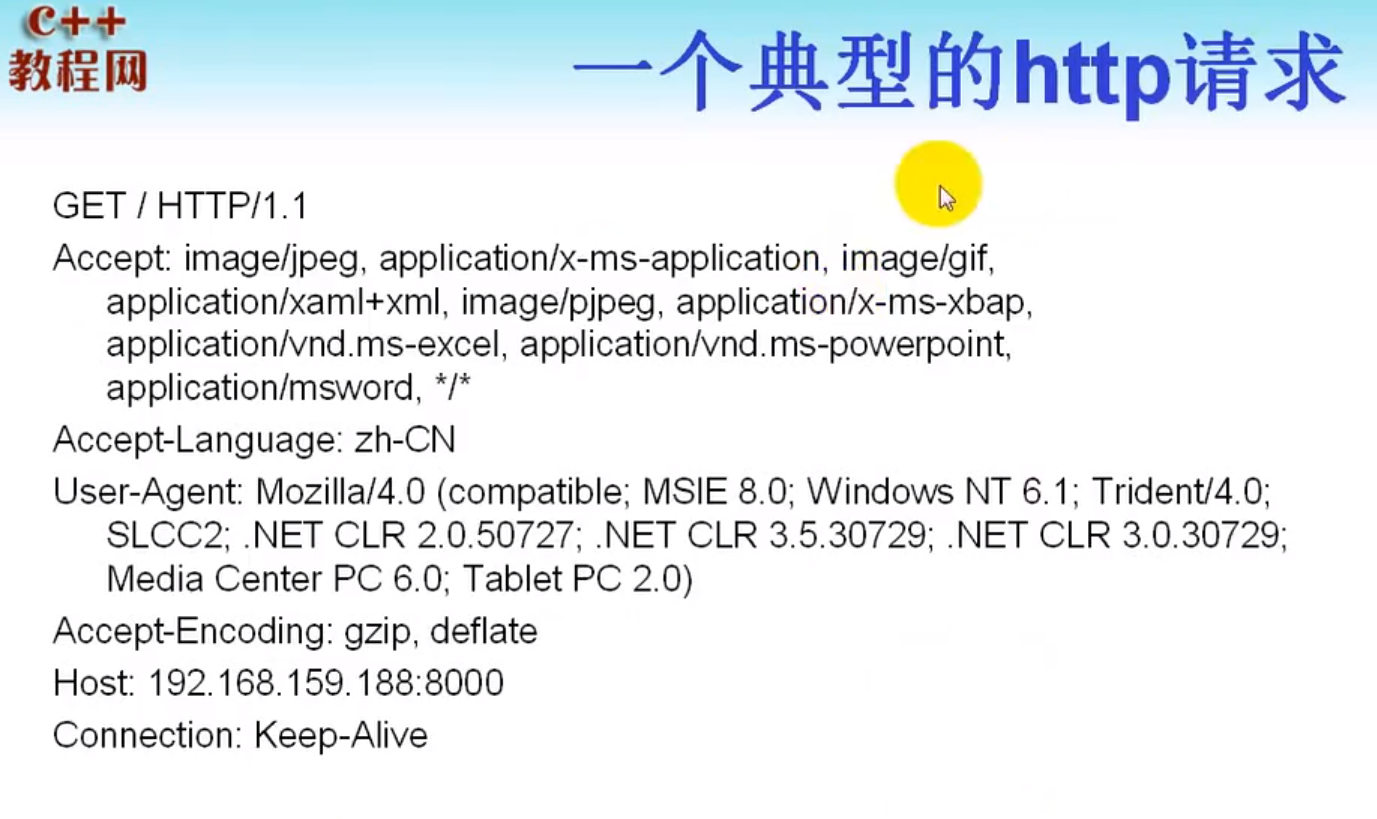 C++
教程网
一个典型的http请求
GET / HTTP/1.1
Accept: image/jpeg, application/x-ms-application, image/gif,
application/xaml+xml, image/pjpeg, application/x-ms-xbap,
application/vnd.ms-excel, application/vnd.ms-powerpoint,
application/msword, */*
Accept-Language: zh-CN
User-Agent: Mozilla/4.0 (compatible; MSIE 8.0; Windows NT 6.1; Trident/4.0;
SLCC2; .NET CLR 2.0.50727; .NET CLR 3.5.30729; .NET CLR 3.0.30729;
Media Center PC 6.0; Tablet PC 2.0)
Accept-Encoding: gzip, deflate
Host: 192.168.159.188:8000
Connection: Keep-Alive